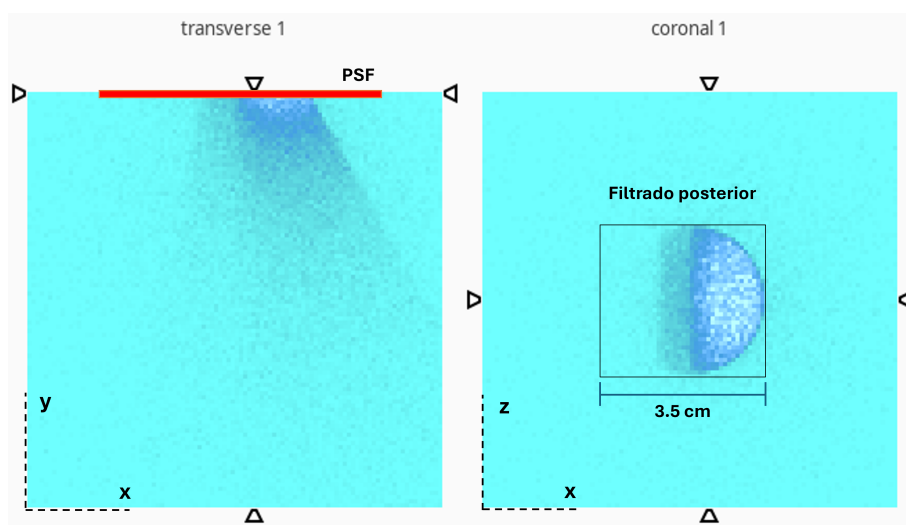 transverse 1
coronal 1
PSF
Filtrado posterior
3.5 cm
y
x
z
x